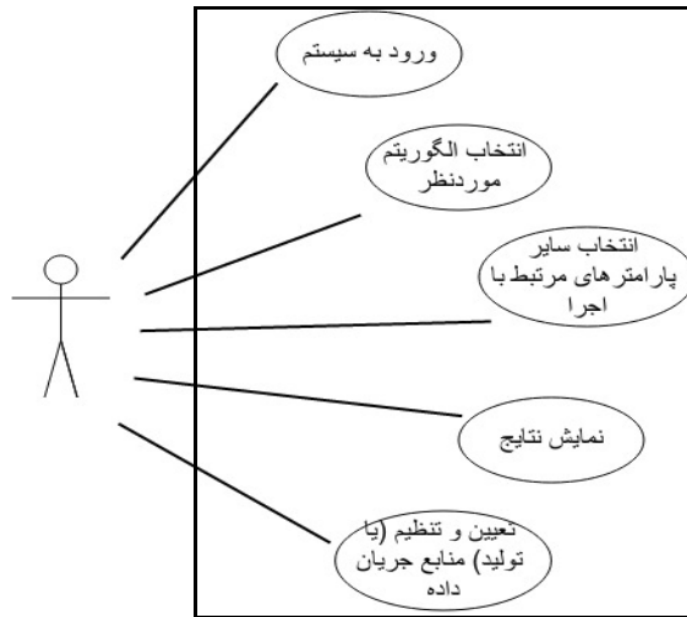 ورود به سیستم
انتخاب الگوریتم
موردنظر
انتخاب سایر
پارامترهای مرتبط با
اجرا
نمایش نتایج
تعیین و تنظیم (یا
تولید) منابع جریان
داده